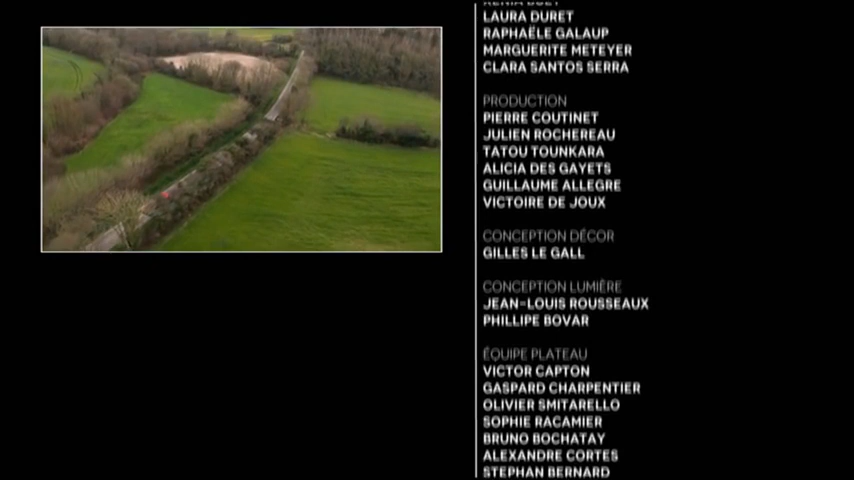 LAURA DURET
RAPHAËLE GALAUP
MARGUERITE METEYER
CLARA SANTOS SERRA
PRODUCTION
PIERRE COUTINET
JULIEN ROCHEREAU
TATOU TOUNKARA
ALICIA DES GAYETS
GUILLAUME ALLEGRE
VICTOIRE DE JOUX
CONCEPTION DÉCOR
GILLES LE GALL
CONCEPTION LUMIÈRE
JEAN-LOUIS ROUSSEAUX
PHILLIPE BOVAR
ÉQUIPE PLATEAU
VICTOR CAPTON
GASPARD CHARPENTIER
OLIVIER SMITARELLO
SOPHIE RACAMIER
BRUNO BOCHATAY
ALEXANDRE CORTES
STEPHAN BERNARD